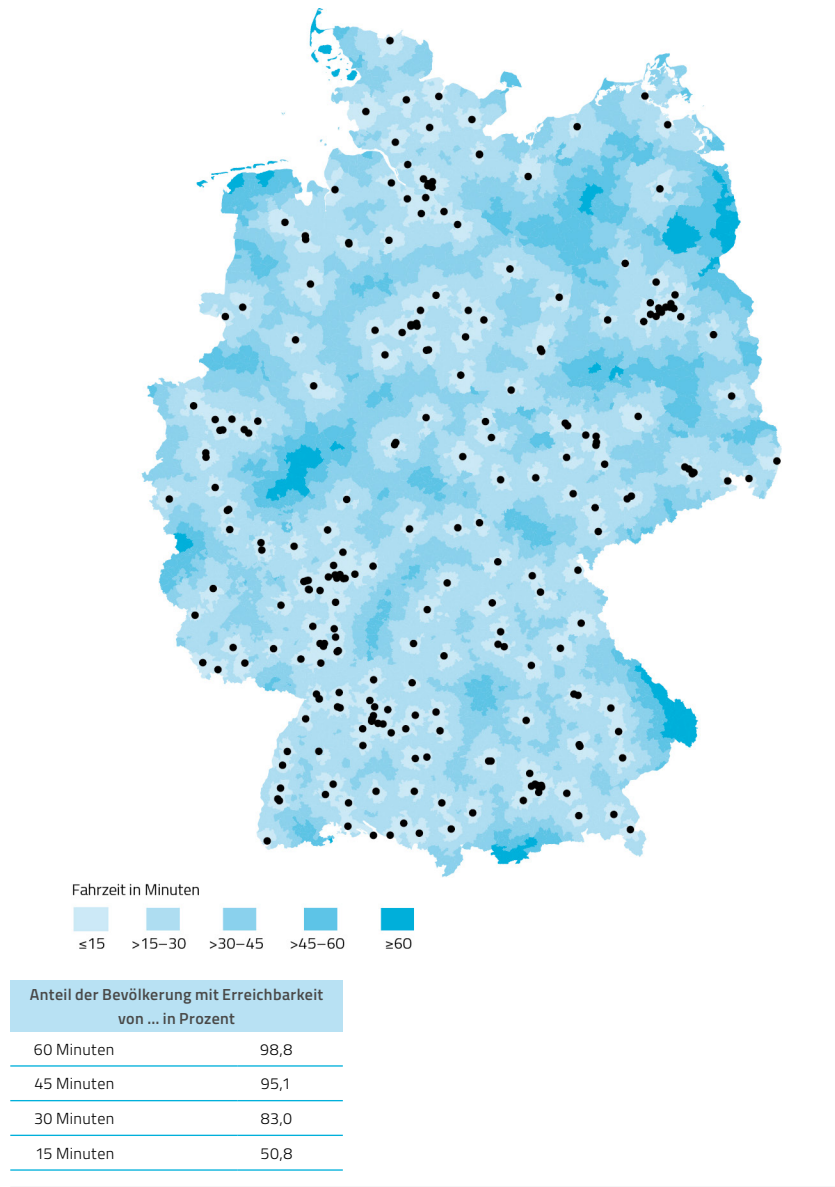 Fahrzeit in Minuten
≤15 >15–30 >30–45 >45–60 ≥60
Anteil der Bevölkerung mit Erreichbarkeit
von ... in Prozent
60 Minuten 98,8
45 Minuten 95,1
30 Minuten 83,0
15 Minuten 50,8